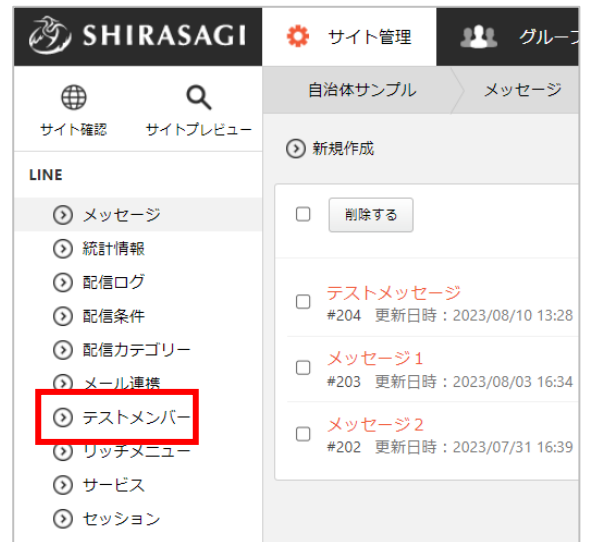 SHIRASAGI
サイト管理
グループ
自治体サンプル
メッセージ
サイト確認
サイトプレビュー
新規作成
LINE
メッセージ
統計情報
配信ログ
配信条件
配信カテゴリー
メール連携
テストメンバー
リッチメニュー
サービス
セッション
削除する
テストメッセージ
#204 更新日時：2023/08/10 13:28
メッセージ１
#203 更新日時：2023/08/03 16:34
メッセージ２
#202 更新日時：2023/07/31 16:39